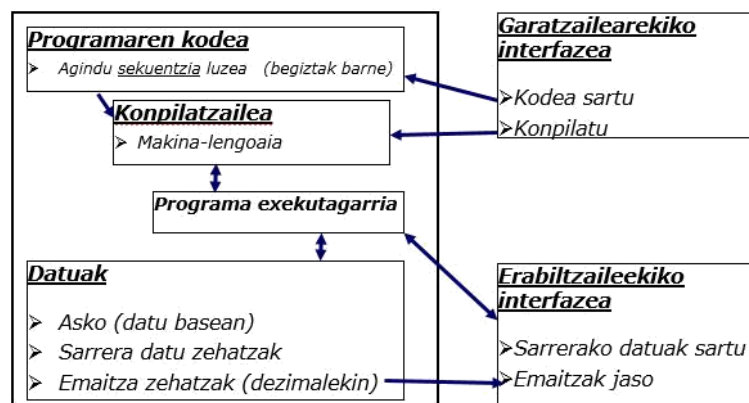 Programaren kodea
➢ Agindu sekuentzia luzea (begiztak barne)
Konpilatzailea
➢ Makina-lengoaia
Programa exekutagarria
Datuak
➢ Asko (datu basean)
➢ Sarrera datu zehatzak
➢ Emaitza zehatzak (dezimalekin)
Garatzailearekiko
interfazea
➢Kodea sartu
➢Konpilatu
Erabiltzaileekiko
interfazea
➢Sarrerako datuak sartu
➢Emaitzak jaso